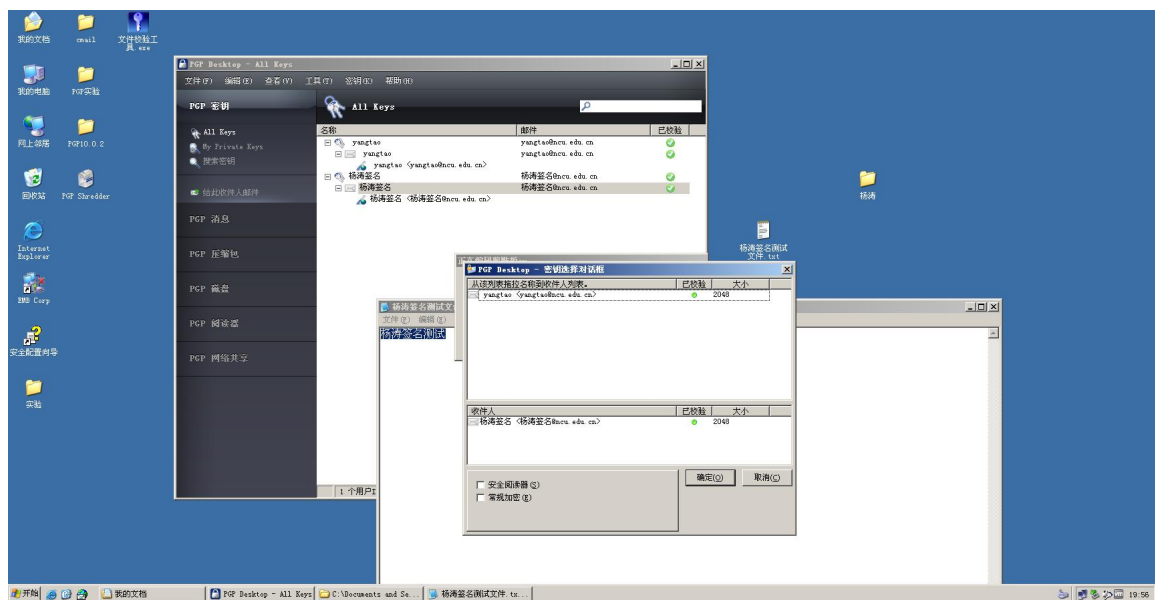 我的文档
email
文件校验工
具.exe
我的电脑
PGP实验
网上邻居
PGP10.0.2
回收站
PGP Shredder
Internet
Explorer
RMB Corp
安全配置向导
实验
PGP Desktop - All Keys
文件(F) 编辑(E) 查看(V) 工具(T) 密钥(K) 帮助(H)
PGP 密钥
All Keys
My Private Keys
搜索密钥
给此收件人邮件
PGP 消息
PGP 压缩包
PGP 磁盘
PGP 阅读器
PGP 网络共享
All Keys
名称 邮件 已校验
yangtao yangtao@ncu.edu.cn
yangtao yangtao@ncu.edu.cn
yangtao <yangtao@ncu.edu.cn>
杨涛签名 杨涛签名@ncu.edu.cn
杨涛签名 杨涛签名@ncu.edu.cn
杨涛签名 <杨涛签名@ncu.edu.cn>
1 个用户I
杨涛
杨涛签名测试
文件.txt
杨涛签名测试文
文件(F) 编辑(E)
杨涛签名测试
PGP Desktop - 密钥选择对话框
从该列表拖拉名称到收件人列表。 已校验 大小
yangtao <yangtao@ncu.edu.cn> 2048
收件人 已校验 大小
杨涛签名 <杨涛签名@ncu.edu.cn> 2048
安全阅读器(S)
常规加密(E)
确定(O) 取消(C)
开始 我的文档 PGP Desktop - All Keys C:\Documents and Se... 杨涛签名测试文件.tx... 19:56